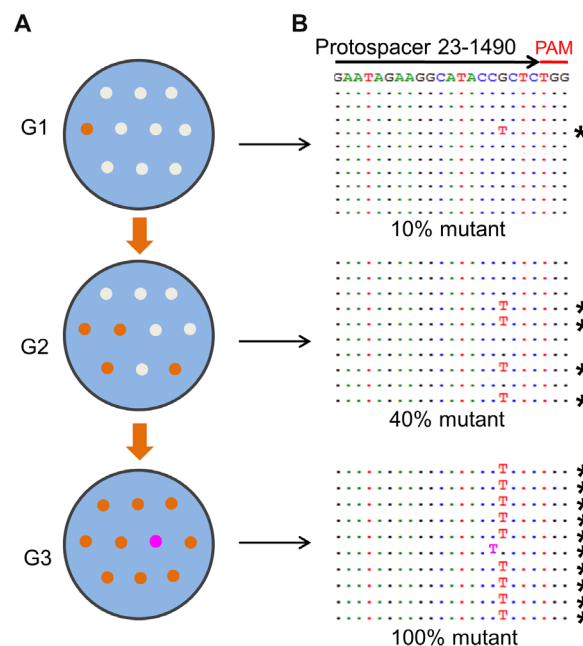 A
B
Protospacer 23-1490
PAM
GAATAGAAGGCATACCGCTCTGG
G1
T
*
10% mutant
G2
T *
T *
T *
T *
40% mutant
G3
T *
T *
T *
T *
T *
T
T *
T *
T *
T *
100% mutant